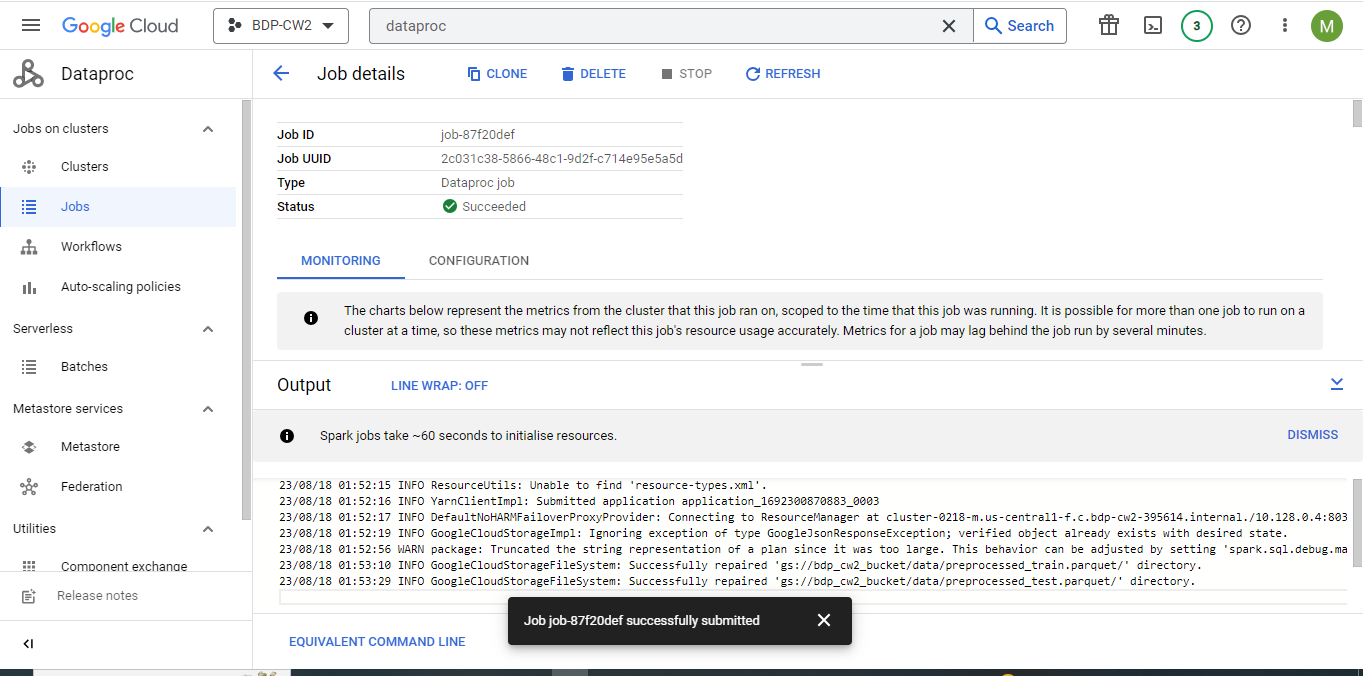 Google Cloud
BDP-CW2
dataproc
Search
3
M
Dataproc
Job details
CLONE
DELETE
STOP
REFRESH
Jobs on clusters
Clusters
Jobs
Workflows
Auto-scaling policies
Serverless
Batches
Metastore services
Metastore
Federation
Utilities
Component exchange
Release notes
Job ID job-87f20def
Job UUID 2c031c38-5866-48c1-9d2f-c714e95e5a5d
Type Dataproc job
Status Succeeded
MONITORING CONFIGURATION
The charts below represent the metrics from the cluster that this job ran on, scoped to the time that this job was running. It is possible for more than one job to run on a
cluster at a time, so these metrics may not reflect this job's resource usage accurately. Metrics for a job may lag behind the job run by several minutes.
Output LINE WRAP: OFF
Spark jobs take ~60 seconds to initialise resources.
DISMISS
23/08/18 01:52:15 INFO ResourceUtils: Unable to find 'resource-types.xml'.
23/08/18 01:52:16 INFO YarnClientImpl: Submitted application application_1692300870883_0003
23/08/18 01:52:17 INFO DefaultNoHARMFailoverProxyProvider: Connecting to ResourceManager at cluster-0218-m.us-central1-f.c.bdp-cw2-395614.internal./10.128.0.4:803
23/08/18 01:52:19 INFO GoogleCloudStorageImpl: Ignoring exception of type GoogleJsonResponseException; verified object already exists with desired state.
23/08/18 01:52:56 WARN package: Truncated the string representation of a plan since it was too large. This behavior can be adjusted by setting 'spark.sql.debug.ma
23/08/18 01:53:10 INFO GoogleCloudStorageFileSystem: Successfully repaired 'gs://bdp_cw2_bucket/data/preprocessed_train.parquet/' directory.
23/08/18 01:53:29 INFO GoogleCloudStorageFileSystem: Successfully repaired 'gs://bdp_cw2_bucket/data/preprocessed_test.parquet/' directory.
Job job-87f20def successfully submitted
EQUIVALENT COMMAND LINE